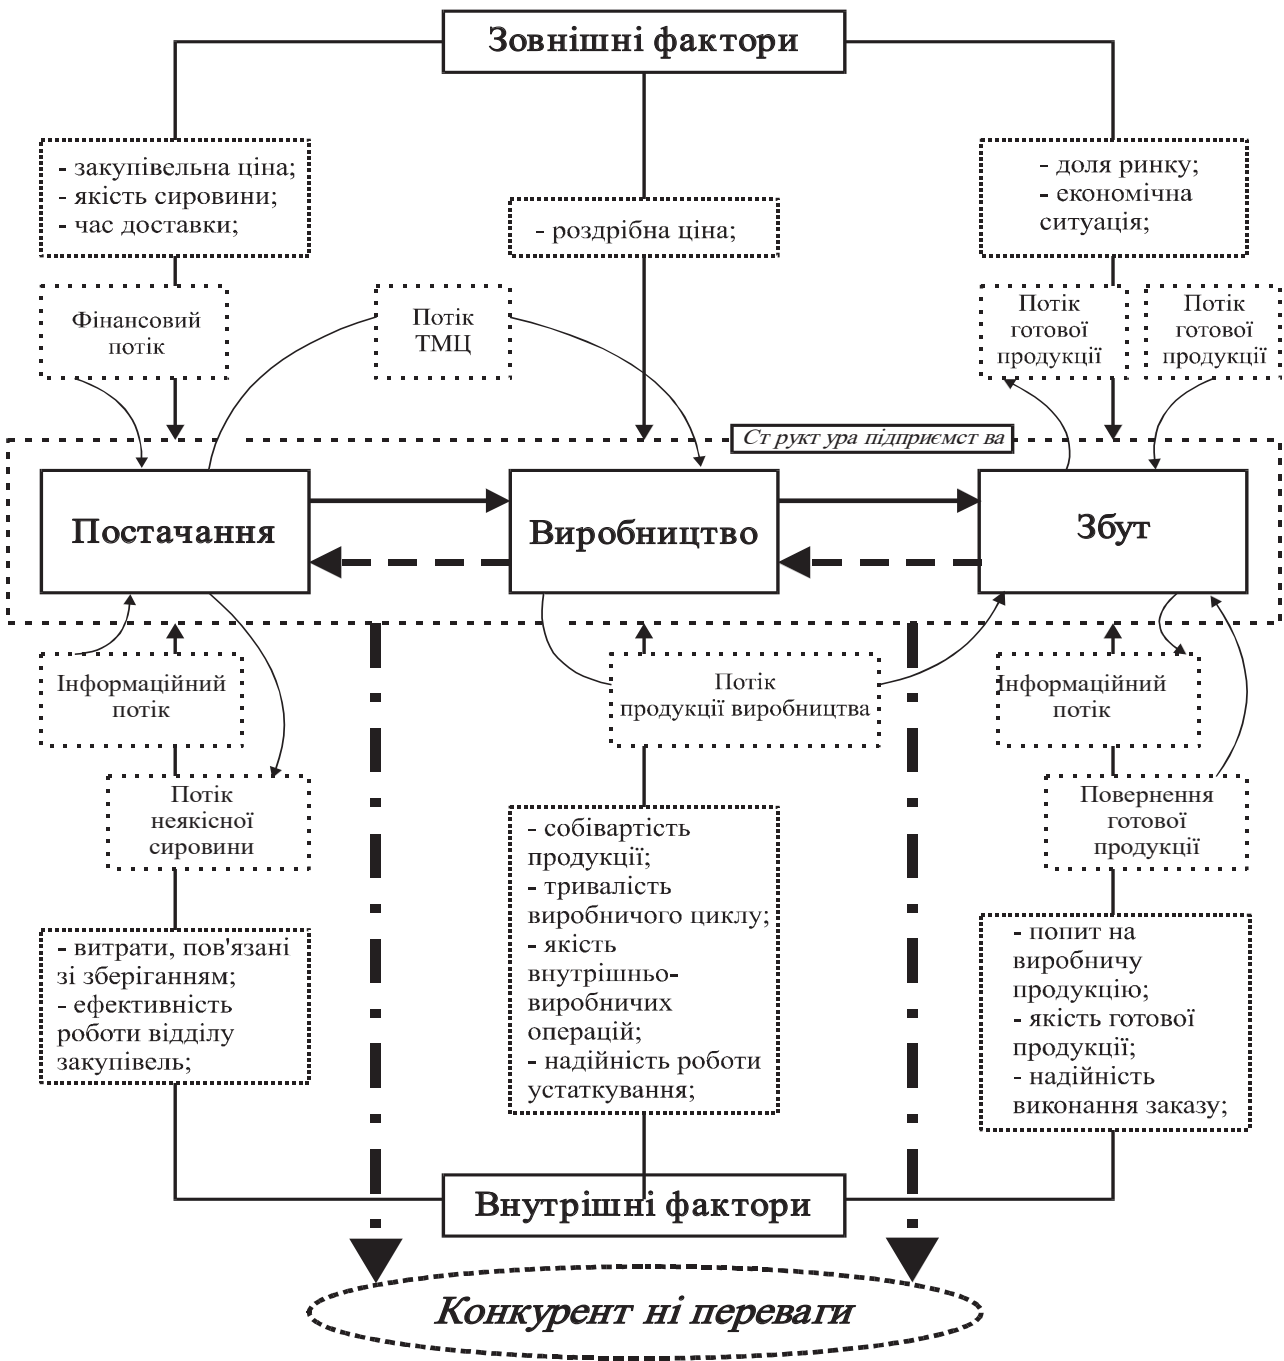 Зовнішні фактори
- закупівельна ціна;
- якість сировини;
- час доставки;
- роздрібна ціна;
- доля ринку;
- економічна
ситуація;
Фінансовий
потік
Потік
ТМЦ
Потік
готової
продукції
Потік
готової
продукції
Ст рукт ура підприємст ва
Постачання
Виробництво
Збут
Інформаційний
потік
Потік
продукції виробництва
Інформаційний
потік
Потік
неякісної
сировини
Повернення
готової
продукції
- собівартість
продукції;
- тривалість
виробничого циклу;
- якість
внутрішньо-
виробничих
операцій;
- надійність роботи
устаткування;
- витрати, пов'язані
зі зберіганням;
- ефективність
роботи відділу
закупівель;
- попит на
виробничу
продукцію;
- якість готової
продукції;
- надійність
виконання заказу;
Внутрішні фактори
Конкурент ні переваги